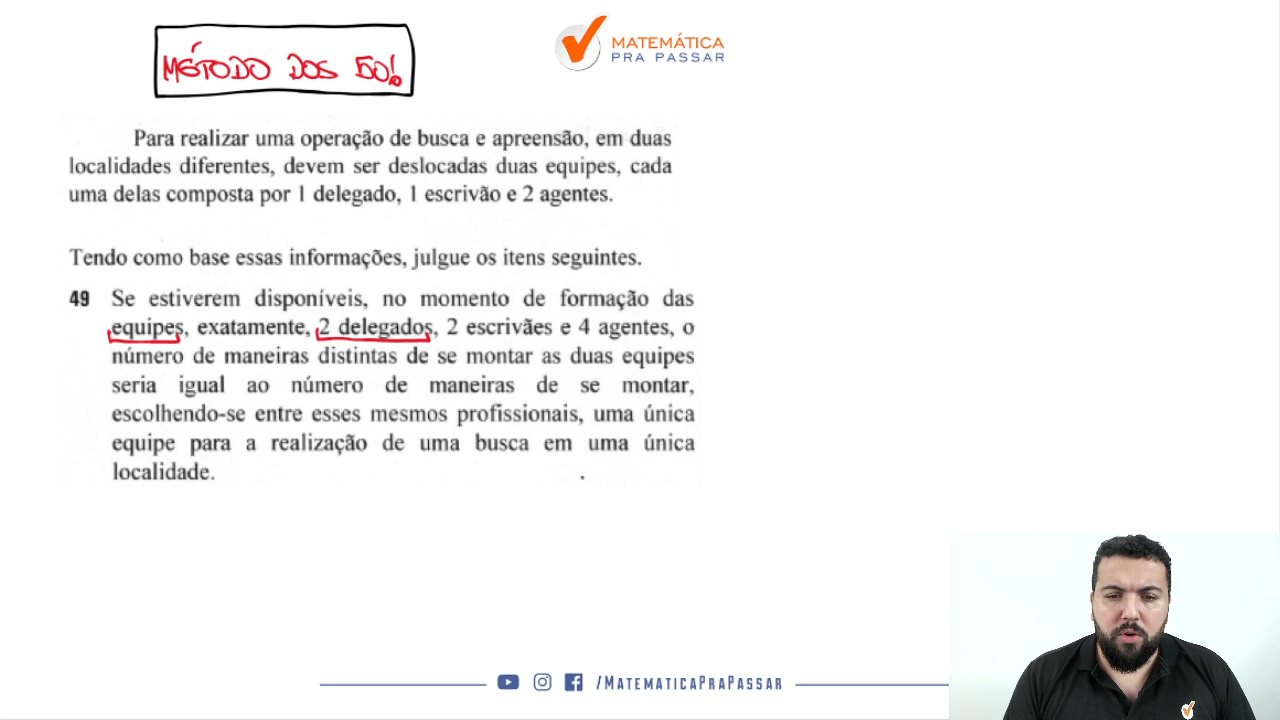 MÉTODO DOS 50!
MATEMÁTICA
PRA PASSAR
Para realizar uma operação de busca e apreensão, em duas
localidades diferentes, devem ser deslocadas duas equipes, cada
uma delas composta por 1 delegado, 1 escrivão e 2 agentes.
Tendo como base essas informações, julgue os itens seguintes.
49 Se estiverem disponíveis, no momento de formação das
equipes, exatamente, 2 delegados, 2 escrivães e 4 agentes, o
número de maneiras distintas de se montar as duas equipes
seria igual ao número de maneiras de se montar,
escolhendo-se entre esses mesmos profissionais, uma única
equipe para a realização de uma busca em uma única
localidade.
/MATEMATICAPRAPASSAR